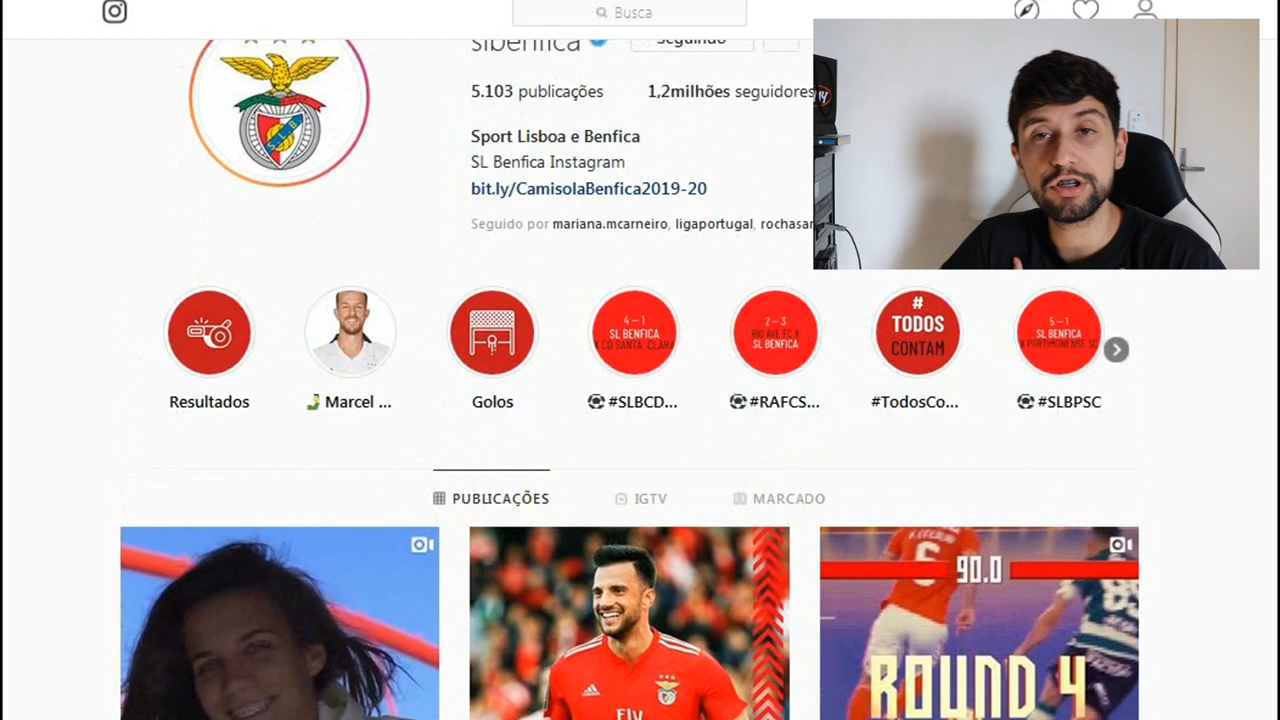 Busca
slbenfica
Seguindo
5.103 publicações
1,2milhões seguidores
Sport Lisboa e Benfica
SL Benfica Instagram
bit.ly/CamisolaBenfica2019-20
Seguido por mariana.mcarneiro, ligaportugal, rochasar
4 – 1
SL BENFICA
X CD SANTA CLARA
2 – 3
RIO AVE FC X
SL BENFICA
#
TODOS
CONTAM
5 – 1
SL BENFICA
X PORTIMONENSE SC
Resultados
Marcel ...
Golos
#SLBCD...
#RAFCS...
#TodosCo...
#SLBPSC
PUBLICAÇÕES
IGTV
MARCADO
6
90.0
Fly
ROUND 4